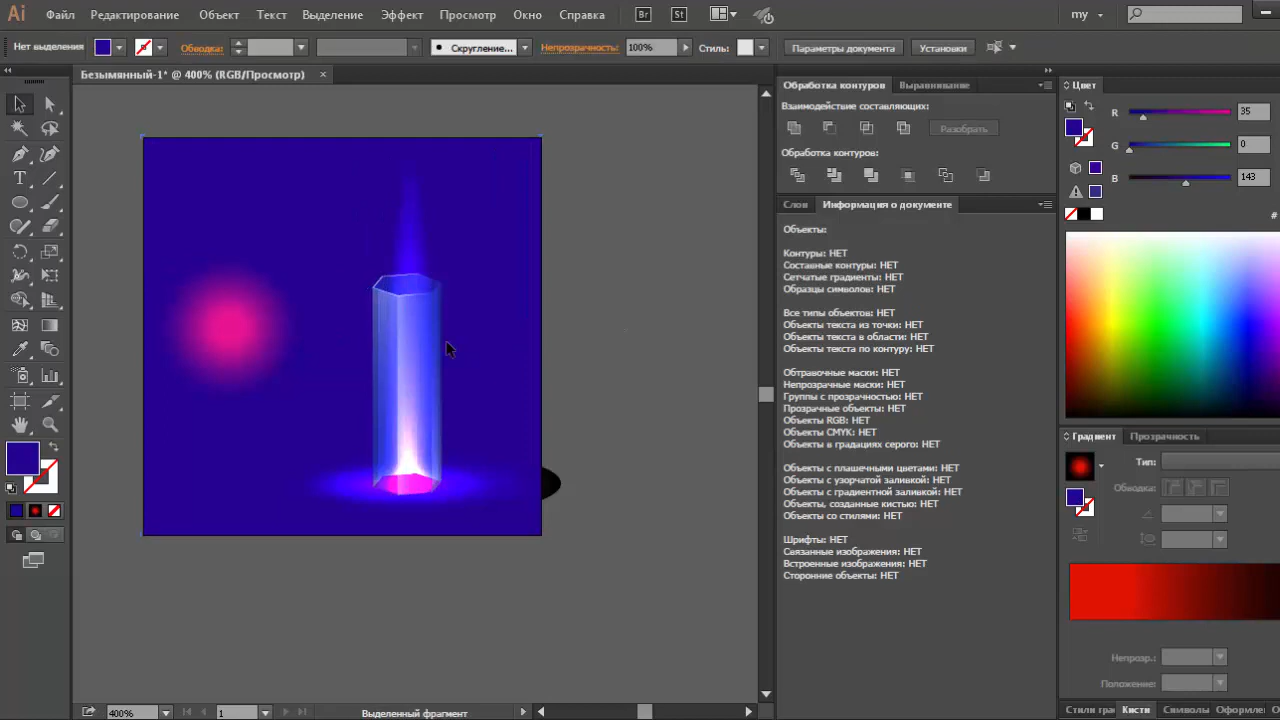 Ai Файл Редактирование Объект Текст Выделение Эффект Просмотр Окно Справка Br St my
Нет выделения Обводка: Скругление... Непрозрачность: 100% Стиль: Параметры документа Установки
Безымянный-1* @ 400% (RGB/Просмотр) ×
Обработка контуров Выравнивание
Взаимодействие составляющих:
Разобрать
Обработка контуров:
Слои Информация о документе
Объекты:
Контуры: НЕТ
Составные контуры: НЕТ
Сетчатые градиенты: НЕТ
Образцы символов: НЕТ
Все типы объектов: НЕТ
Объекты текста из точки: НЕТ
Объекты текста в области: НЕТ
Объекты текста по контуру: НЕТ
Обтравочные маски: НЕТ
Непрозрачные маски: НЕТ
Группы с прозрачностью: НЕТ
Прозрачные объекты: НЕТ
Объекты RGB: НЕТ
Объекты CMYK: НЕТ
Объекты в градациях серого: НЕТ
Объекты с плашечными цветами: НЕТ
Объекты с узорчатой заливкой: НЕТ
Объекты с градиентной заливкой: НЕТ
Объекты, созданные кистью: НЕТ
Объекты со стилями: НЕТ
Шрифты: НЕТ
Связанные изображения: НЕТ
Встроенные изображения: НЕТ
Сторонние объекты: НЕТ
Цвет
R 35
G 0
B 143
#
Градиент Прозрачность
Тип:
Обводка:
Непрозр.:
Положение:
Стили гра Кисти Символы Оформле
400% 1 Выделенный фрагмент